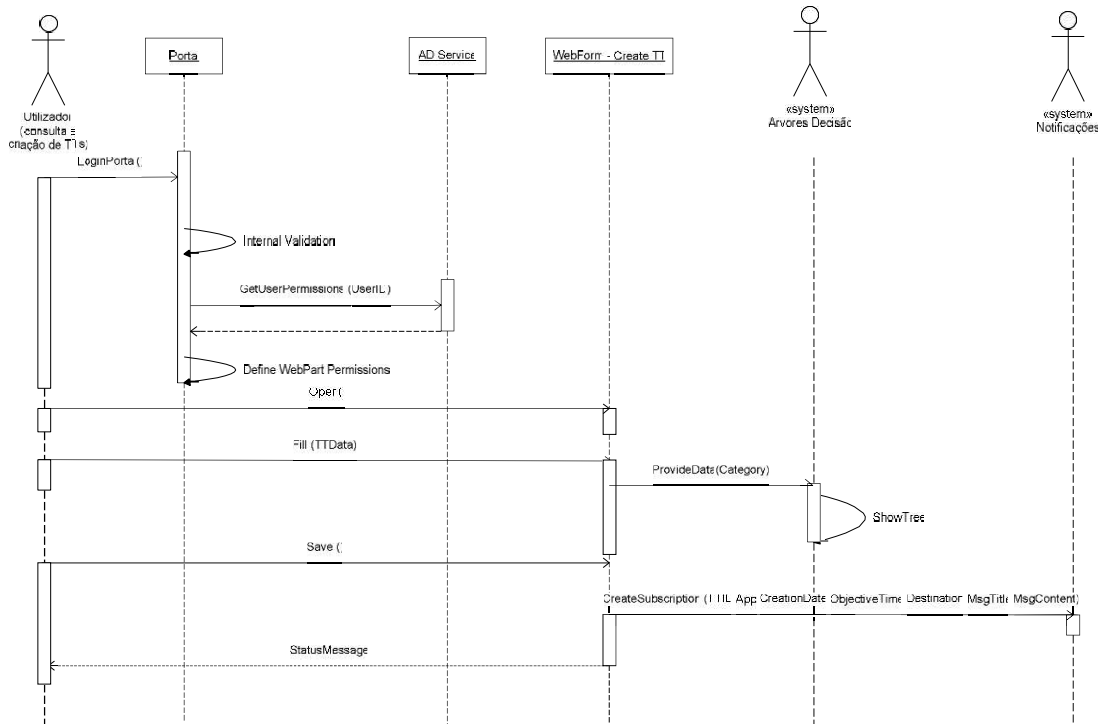 Porta
AD Service
WebForm - Create TT
Utilizador
(consulta e
criação de TTs)
«system»
Arvores Decisão
«system»
Notificações
LoginPorta ()
Internal Validation
GetUserPermissions (UserID)
Define WebPart Permissions
Open ()
Fill (TTData)
ProvideData(Category)
ShowTree
Save ()
CreateSubscription (TTID, App, CreationDate, ObjectiveTime, Destination, MsgTitle, MsgContent)
StatusMessage